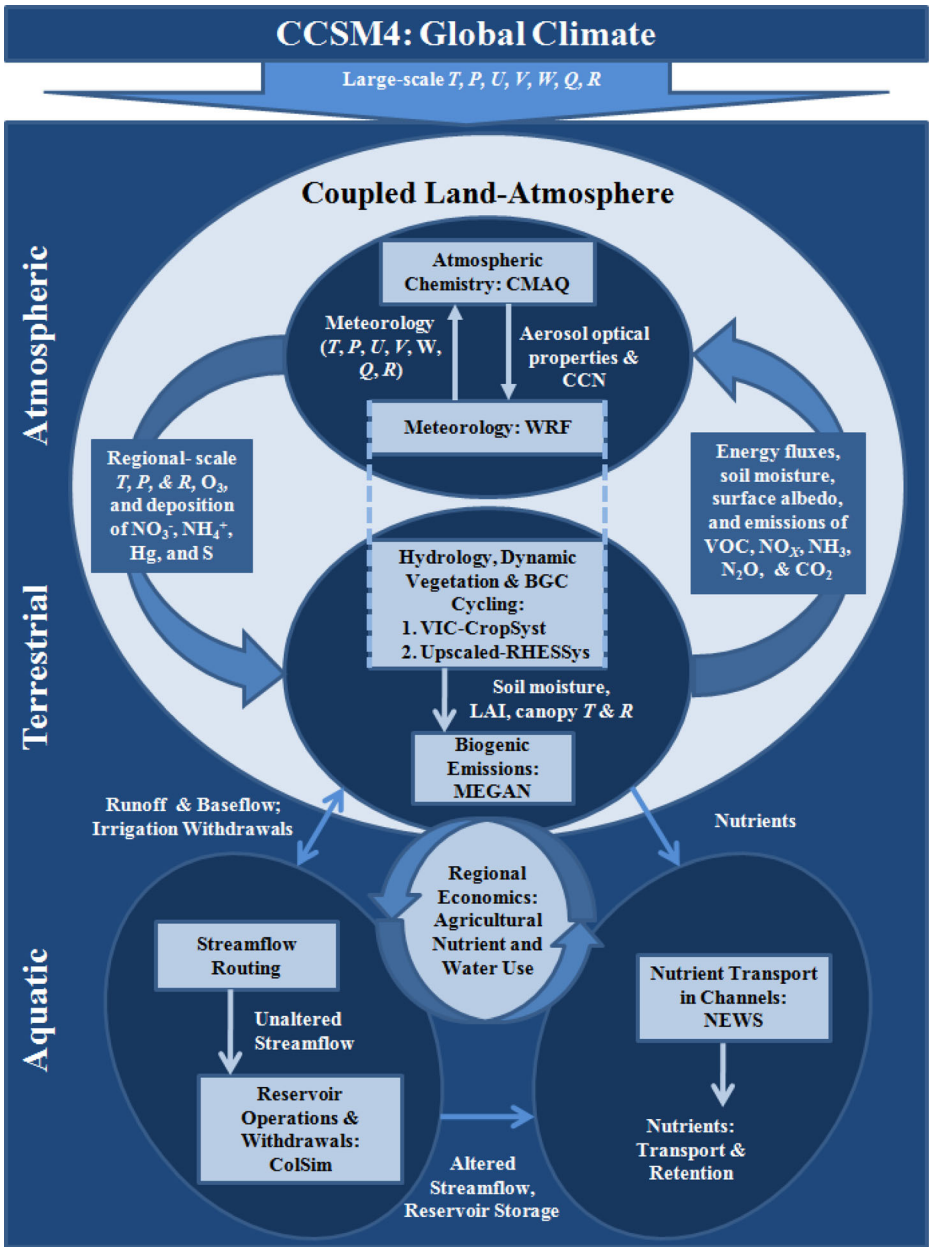 CCSM4: Global Climate
Large-scale T, P, U, V, W, Q, R
Coupled Land-Atmosphere
Atmospheric
Atmospheric
Chemistry: CMAQ
Meteorology
(T, P, U, V, W,
Q, R)
Aerosol optical
properties &
CCN
Meteorology: WRF
Regional- scale
T, P, & R, O₃,
and deposition
of NO₃⁻, NH₄⁺,
Hg, and S
Energy fluxes,
soil moisture,
surface albedo,
and emissions of
VOC, NOX, NH₃,
N₂O, & CO₂
Terrestrial
Hydrology, Dynamic
Vegetation & BGC
Cycling:
1. VIC-CropSyst
2. Upscaled-RHESSys
Soil moisture,
LAI, canopy T & R
Biogenic
Emissions:
MEGAN
Runoff & Baseflow;
Irrigation Withdrawals
Nutrients
Regional
Economics:
Agricultural
Nutrient and
Water Use
Aquatic
Streamflow
Routing
Unaltered
Streamflow
Reservoir
Operations &
Withdrawals:
ColSim
Altered
Streamflow,
Reservoir Storage
Nutrient Transport
in Channels:
NEWS
Nutrients:
Transport &
Retention